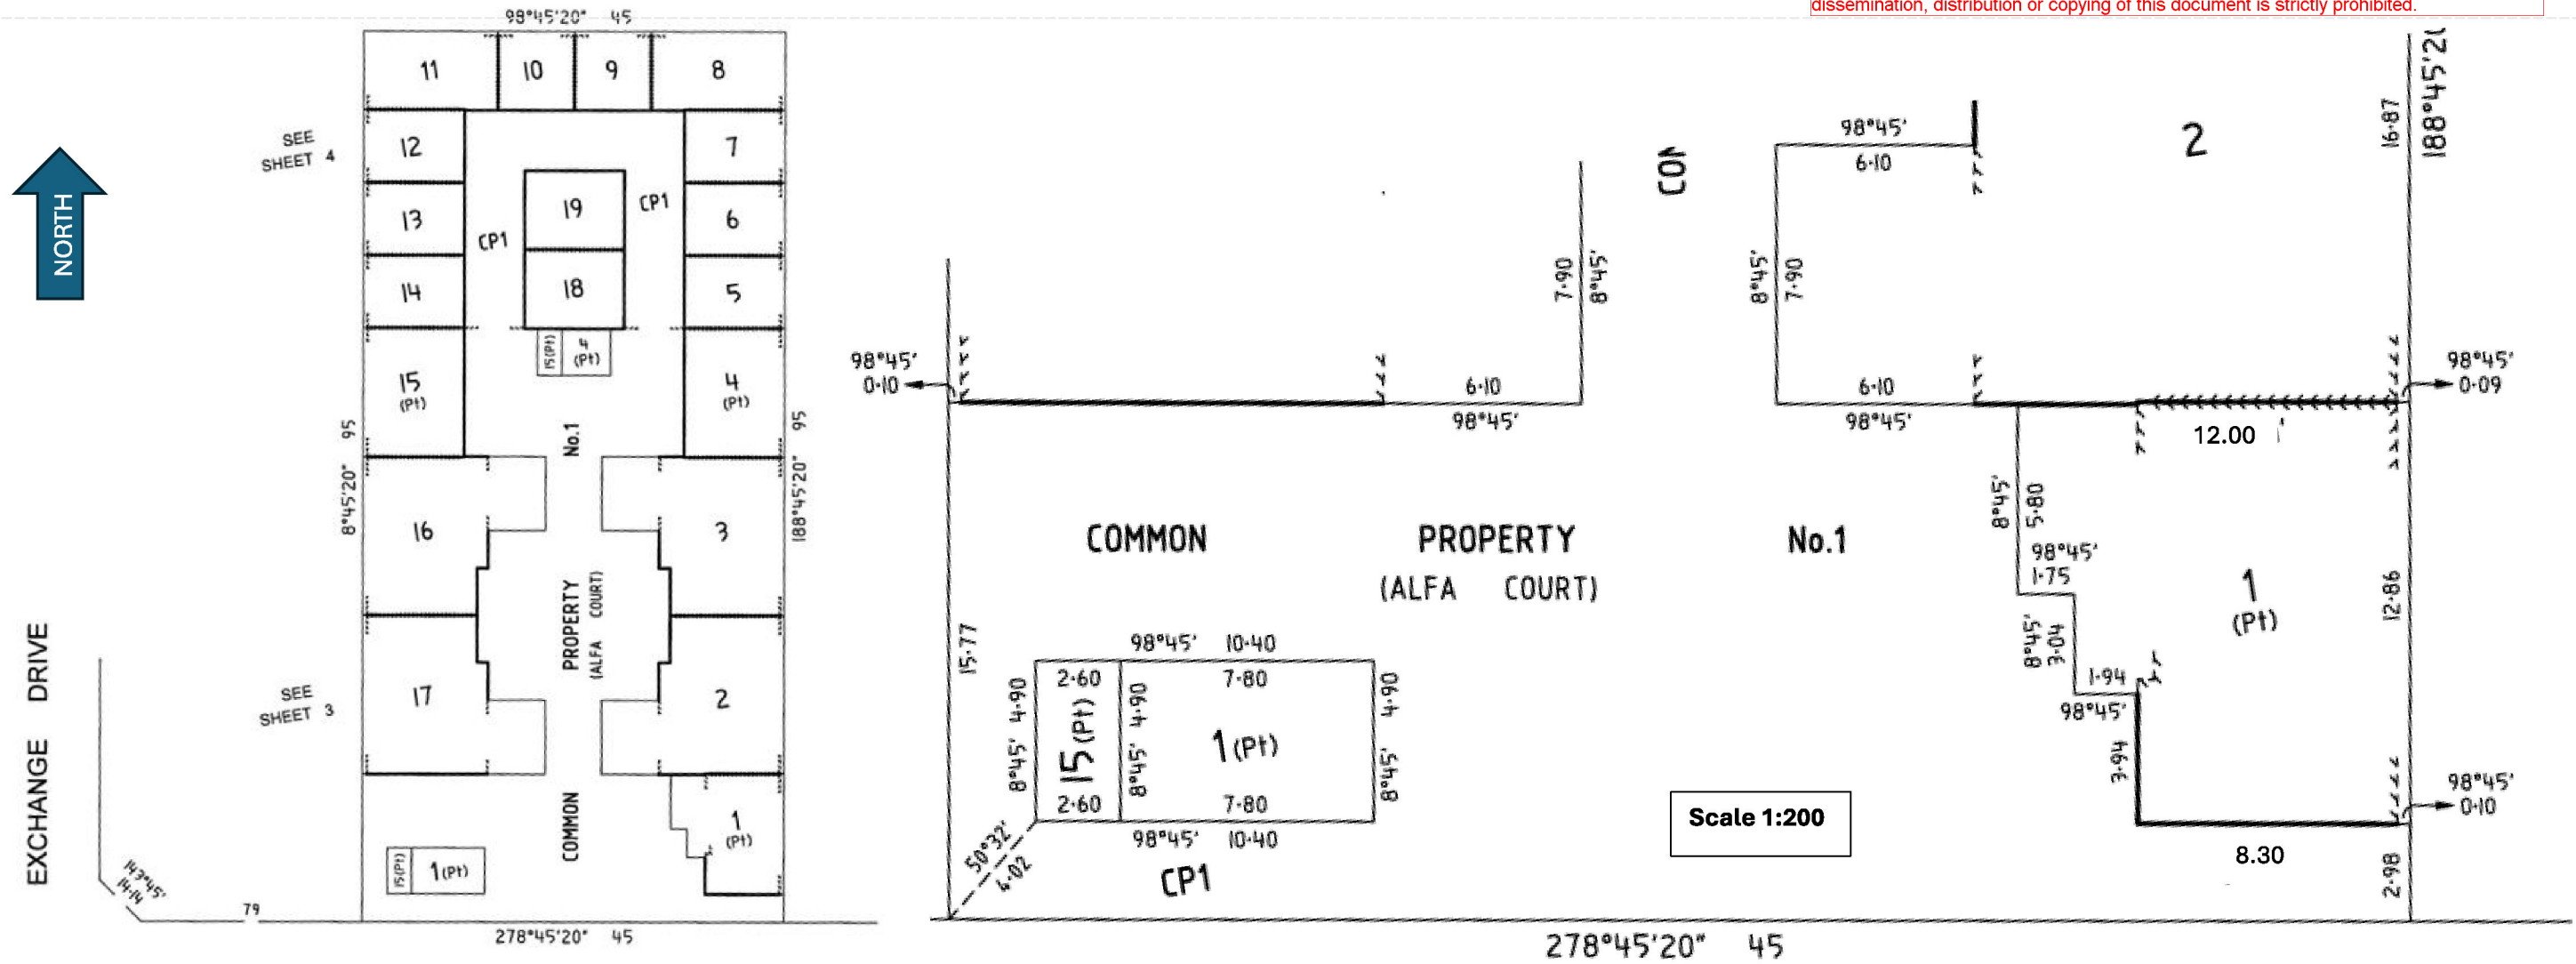 dissemination, distribution or copying of this document is strictly prohibited.
98°45'20" 45
11
10
9
8
SEE
SHEET 4
12
7
NORTH
13
19
CP1
6
CP1
14
18
5
15(Pt)
4
(Pt)
15
(Pt)
4
(Pt)
95
8°45'20"
No.1
95
188°45'20"
16
3
PROPERTY
(ALFA COURT)
EXCHANGE DRIVE
SEE
SHEET 3
17
2
COMMON
1
(Pt)
15(Pt)
1(Pt)
143°45'
14·14
79
278°45'20" 45
98°45'
6·10
2
16·87
188°45'2
7·90
8°45'
8°45'
7·90
98°45'
0·10
6·10
98°45'
6·10
98°45'
98°45'
0·09
12.00
8°45'
5·80
COMMON PROPERTY No.1
(ALFA COURT)
98°45'
1·75
1
(Pt)
12·86
15·77
8°45'
3·04
98°45' 10·40
2·60
7·80
1·94
98°45'
8°45' 4·90
15(Pt)
8°45' 4·90
1(Pt)
8°45' 4·90
3·94
2·60
7·80
98°45' 10·40
98°45'
0·10
Scale 1:200
50°32'
4·02
CP1
8.30
2·98
278°45'20" 45